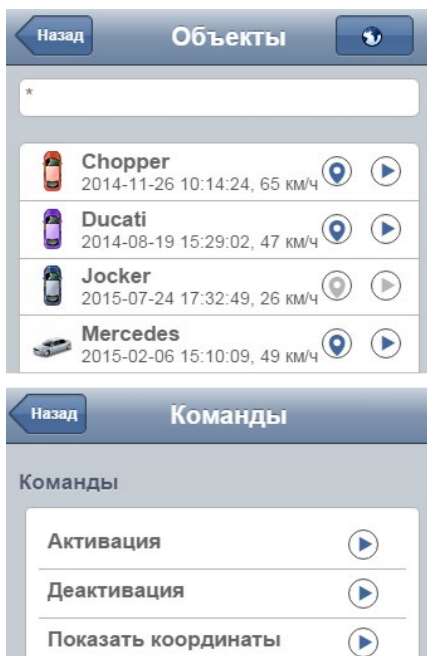 Назад Объекты
*
Chopper
2014-11-26 10:14:24, 65 км/ч
Ducati
2014-08-19 15:29:02, 47 км/ч
Jocker
2015-07-24 17:32:49, 26 км/ч
Mercedes
2015-02-06 15:10:09, 49 км/ч
Назад Команды
Команды
Активация
Деактивация
Показать координаты